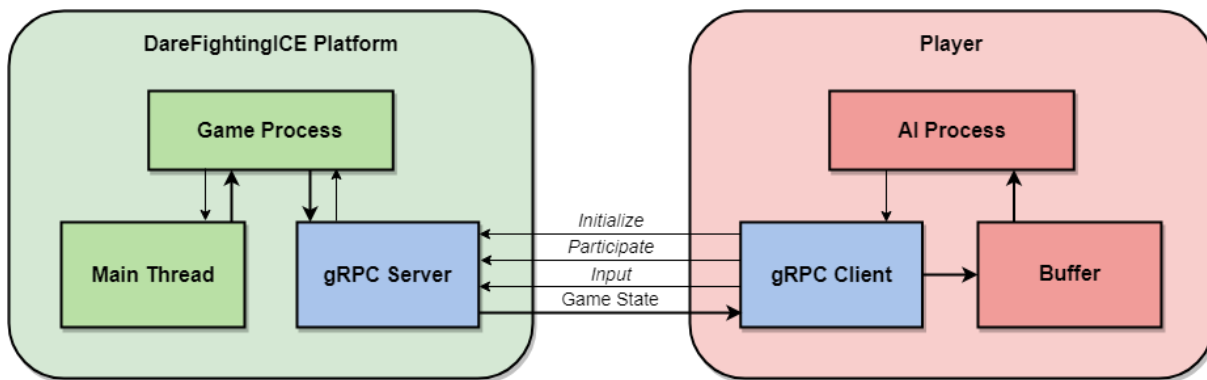 DareFightingICE Platform
Player
Game Process
AI Process
Main Thread
gRPC Server
Initialize
Participate
Input
Game State
gRPC Client
Buffer